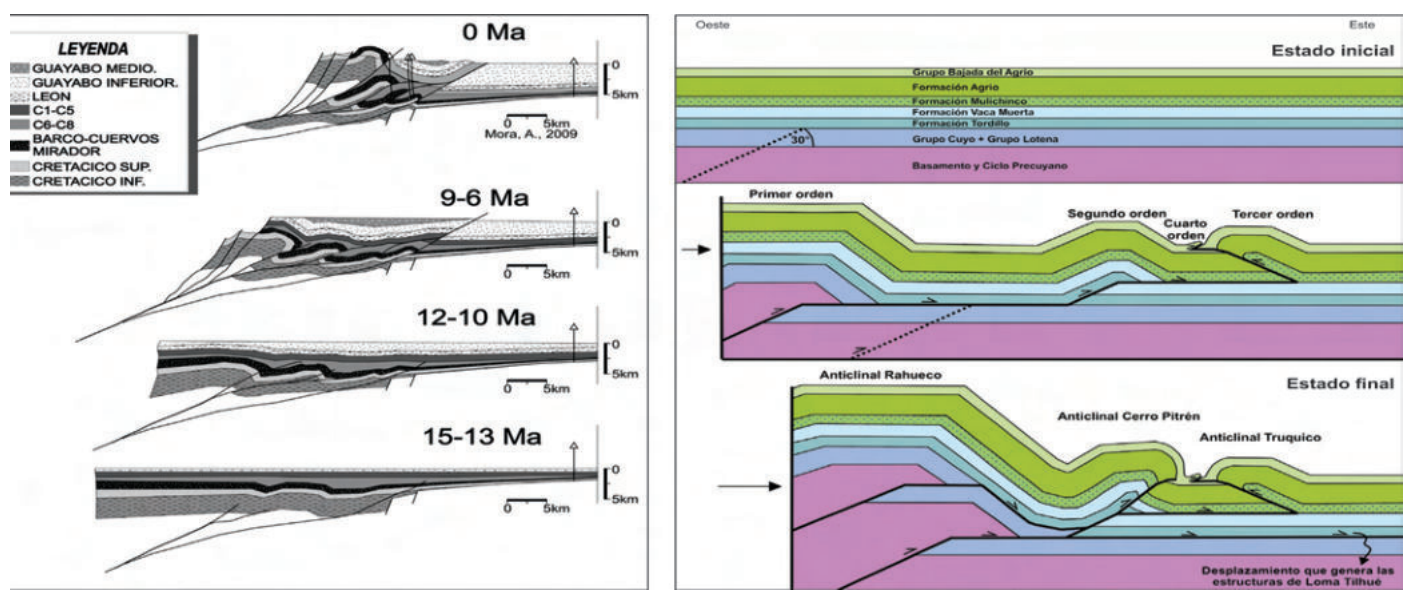 LEYENDA
GUAYABO MEDIO.
GUAYABO INFERIOR.
LEON
C1-C5
C6-C8
BARCO-CUERVOS
MIRADOR
CRETACICO SUP.
CRETACICO INF.
0 Ma
0
5km
0 5km
Mora, A., 2009
9-6 Ma
0
5km
0 5km
12-10 Ma
0
5km
0 5km
15-13 Ma
0
5km
0 5km
Oeste
Este
Estado inicial
Grupo Bajada del Agrio
Formación Agrio
Formación Mulichinco
Formación Vaca Muerta
Formación Tordillo
30°
Grupo Cuyo + Grupo Lotena
Basamento y Ciclo Precuyano
Primer orden
Segundo orden
Cuarto
orden
Tercer orden
Estado final
Anticlinal Rahueco
Anticlinal Cerro Pitrén
Anticlinal Truquico
Desplazamiento que genera las
estructuras de Loma Tilhué